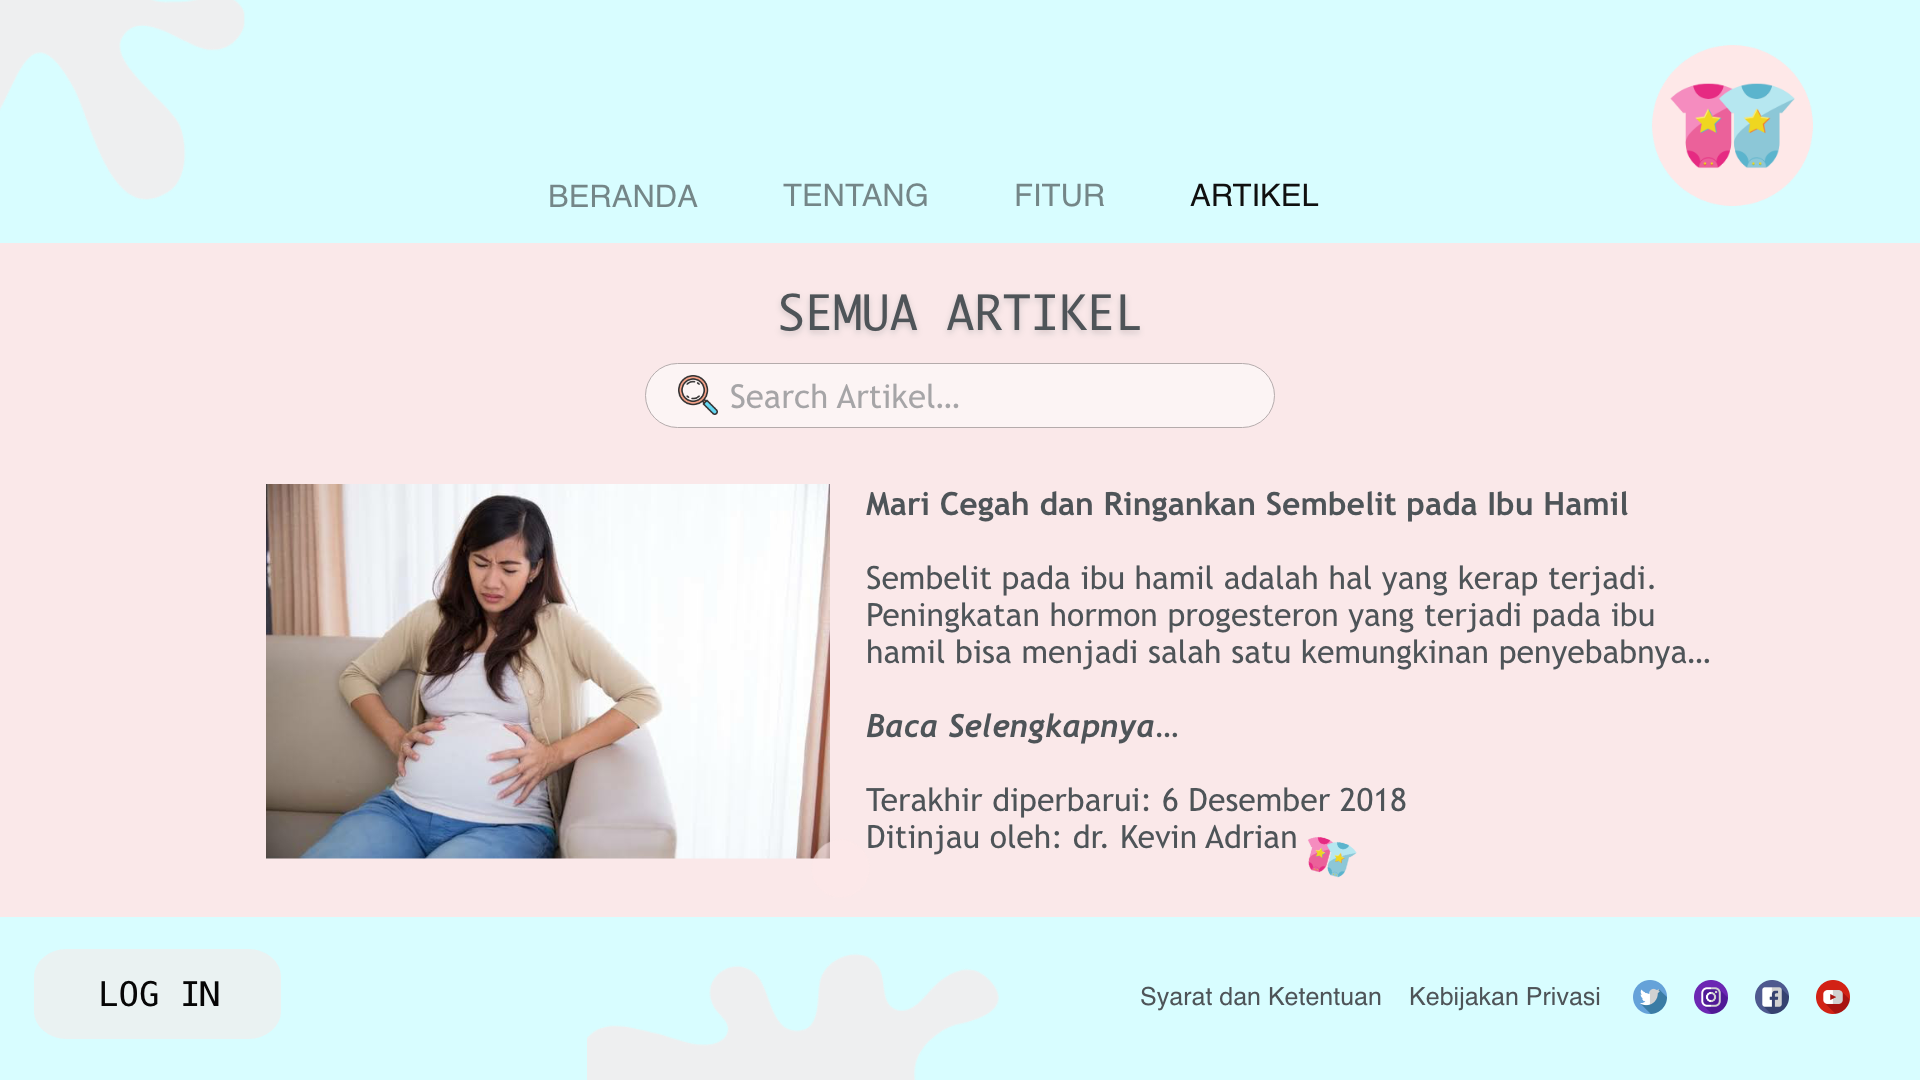 BERANDA
TENTANG
FITUR
ARTIKEL
SEMUA ARTIKEL
Search Artikel...
Mari Cegah dan Ringankan Sembelit pada Ibu Hamil
Sembelit pada ibu hamil adalah hal yang kerap terjadi.
Peningkatan hormon progesteron yang terjadi pada ibu
hamil bisa menjadi salah satu kemungkinan penyebabnya...
Baca Selengkapnya...
Terakhir diperbarui: 6 Desember 2018
Ditinjau oleh: dr. Kevin Adrian
LOG IN
Syarat dan Ketentuan
Kebijakan Privasi